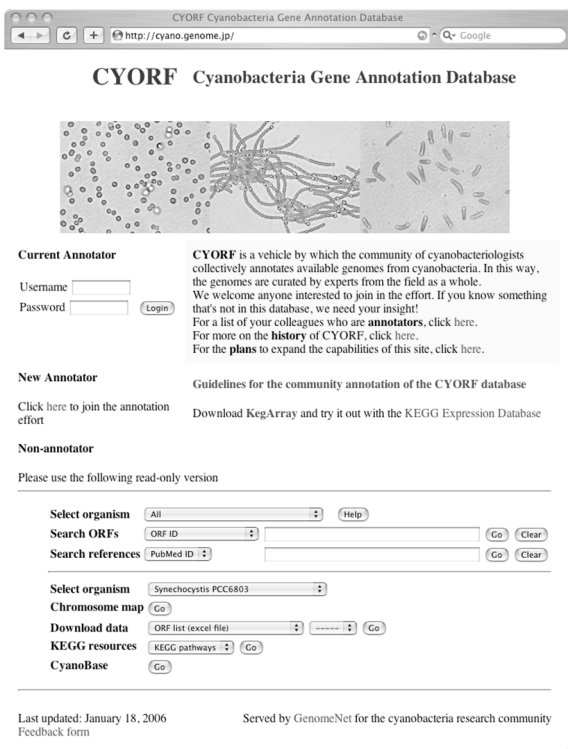 CYORF Cyanobacteria Gene Annotation Database
http://cyano.genome.jp/
Google
CYORF Cyanobacteria Gene Annotation Database
Current Annotator
Username
Password
Login
CYORF is a vehicle by which the community of cyanobacteriologists
collectively annotates available genomes from cyanobacteria. In this way,
the genomes are curated by experts from the field as a whole.
We welcome anyone interested to join in the effort. If you know something
that's not in this database, we need your insight!
For a list of your colleagues who are annotators, click here.
For more on the history of CYORF, click here.
For the plans to expand the capabilities of this site, click here.
New Annotator
Click here to join the annotation
effort
Guidelines for the community annotation of the CYORF database
Download KegArray and try it out with the KEGG Expression Database
Non-annotator
Please use the following read-only version
Select organism All Help
Search ORFs ORF ID Go Clear
Search references PubMed ID Go Clear
Select organism Synechocystis PCC6803
Chromosome map Go
Download data ORF list (excel file) ----- Go
KEGG resources KEGG pathways Go
CyanoBase Go
Last updated: January 18, 2006 Served by GenomeNet for the cyanobacteria research community
Feedback form